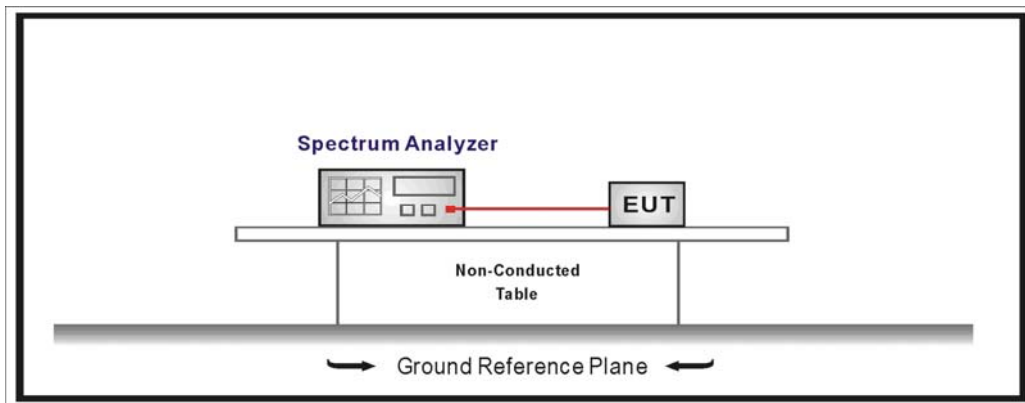 Spectrum Analyzer
EUT
Non-Conducted
Table
Ground Reference Plane